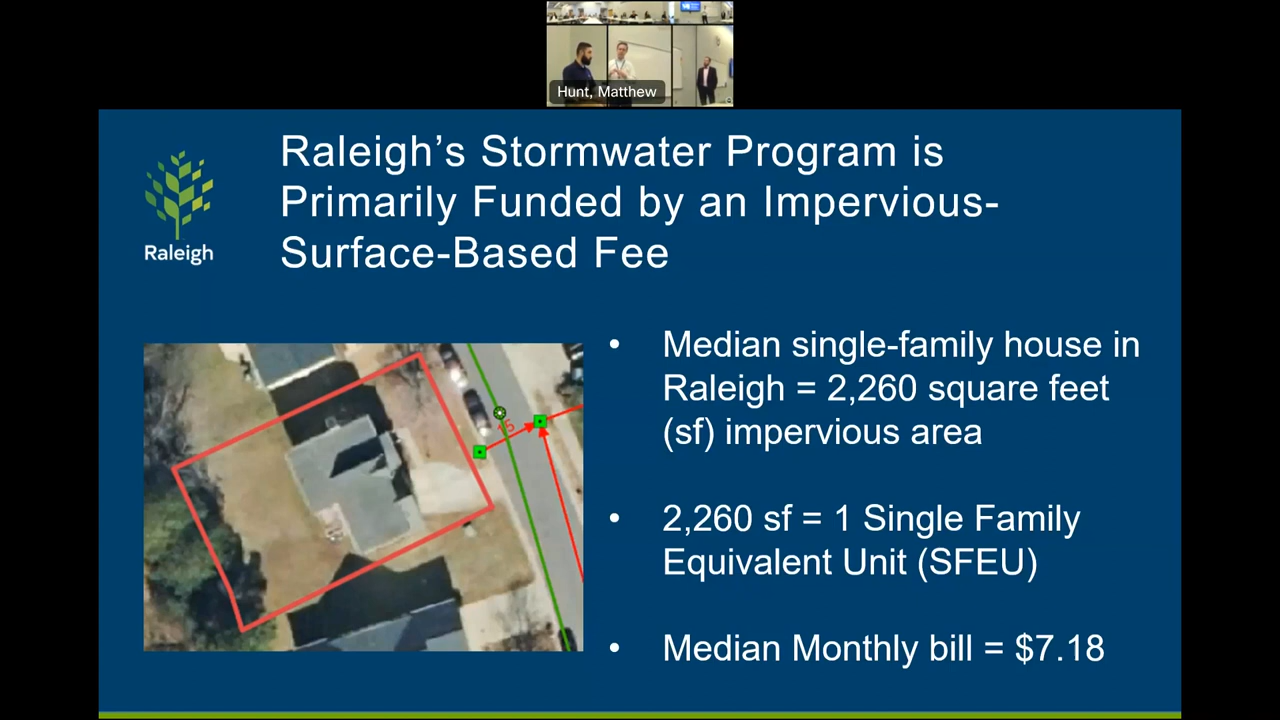 Hunt, Matthew
Raleigh
Raleigh's Stormwater Program is
Primarily Funded by an Impervious-
Surface-Based Fee
15
• Median single-family house in
Raleigh = 2,260 square feet
(sf) impervious area
• 2,260 sf = 1 Single Family
Equivalent Unit (SFEU)
• Median Monthly bill = $7.18